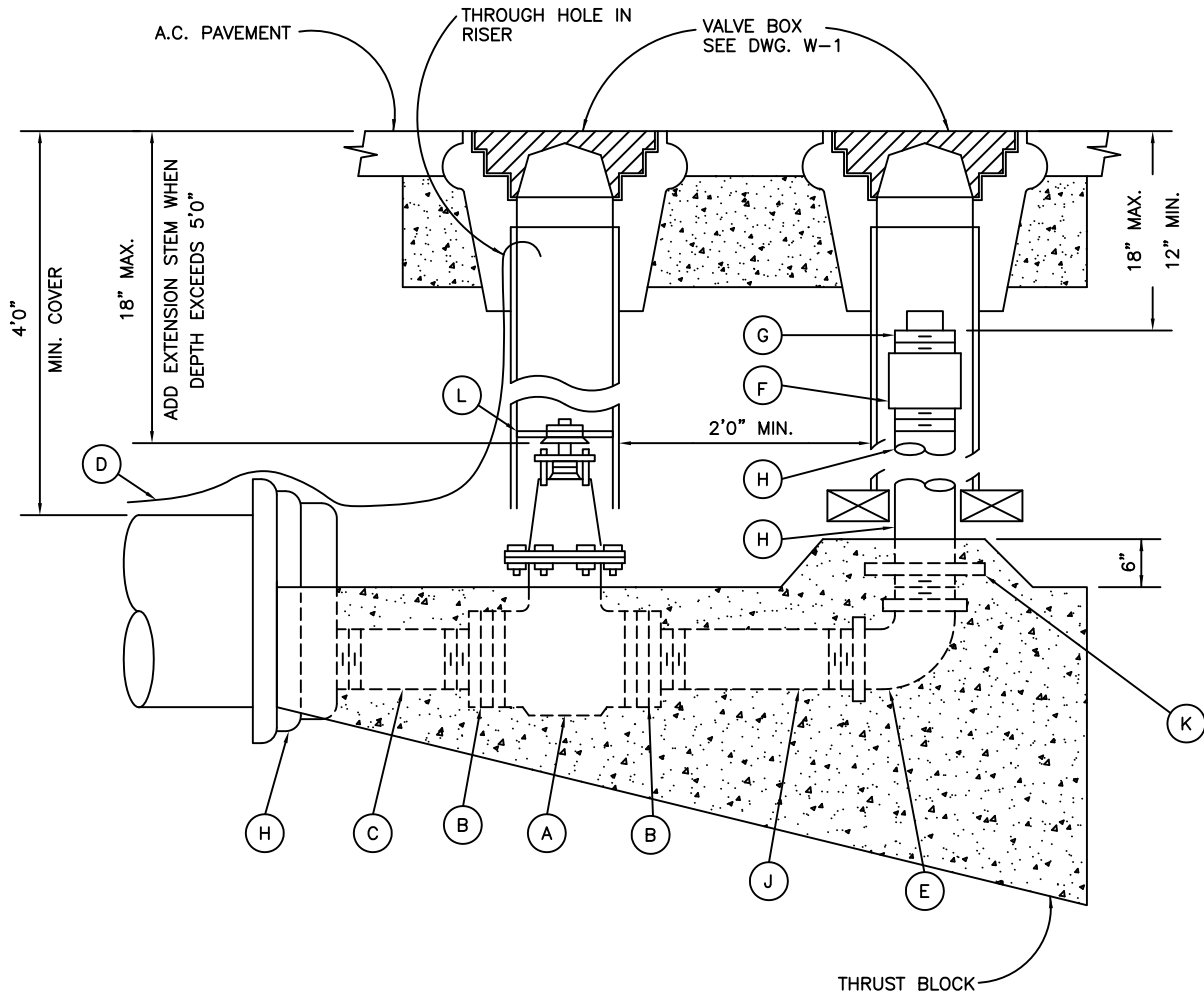 THROUGH HOLE IN
RISER
A.C. PAVEMENT
VALVE BOX
SEE DWG. W-1
4'0"
MIN. COVER
18" MAX.
ADD EXTENSION STEM WHEN
DEPTH EXCEEDS 5'0"
18" MAX.
12" MIN.
G
F
L
2'0" MIN.
D
H
H
6"
K
H
C
B
A
B
J
E
THRUST BLOCK